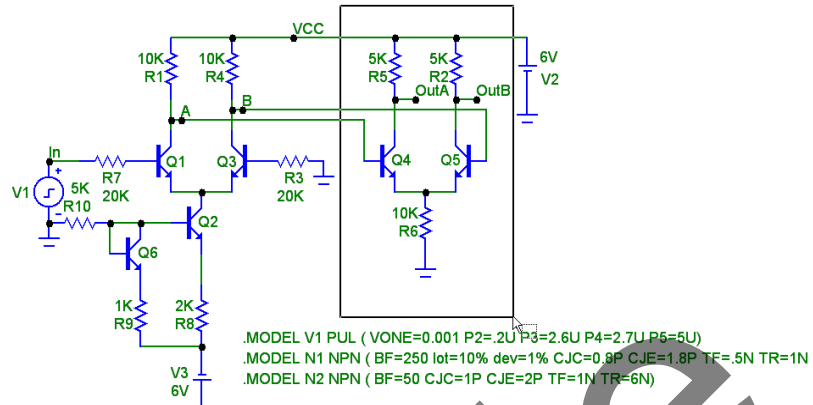 VCC
10K
R1
10K
R4
5K
R5
5K
R2
6V
V2
OutA
OutB
A
B
In
Q1
Q3
Q4
Q5
R7
20K
R3
20K
V1
5K
R10
Q2
Q6
10K
R6
1K
R9
2K
R8
V3
6V
.MODEL V1 PUL ( VONE=0.001 P2=.2U P3=2.6U P4=2.7U P5=5U)
.MODEL N1 NPN ( BF=250 lot=10% dev=1% CJC=0.8P CJE=1.8P TF=.5N TR=1N
.MODEL N2 NPN ( BF=50 CJC=1P CJE=2P TF=1N TR=6N)